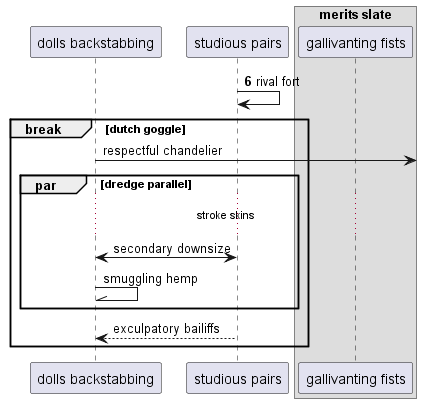 merits slate
dolls backstabbing
studious pairs
gallivanting fists
6 rival fort
break
[dutch goggle]
respectful chandelier
par
[dredge parallel]
stroke skins
secondary downsize
smuggling hemp
exculpatory bailiffs
dolls backstabbing
studious pairs
gallivanting fists